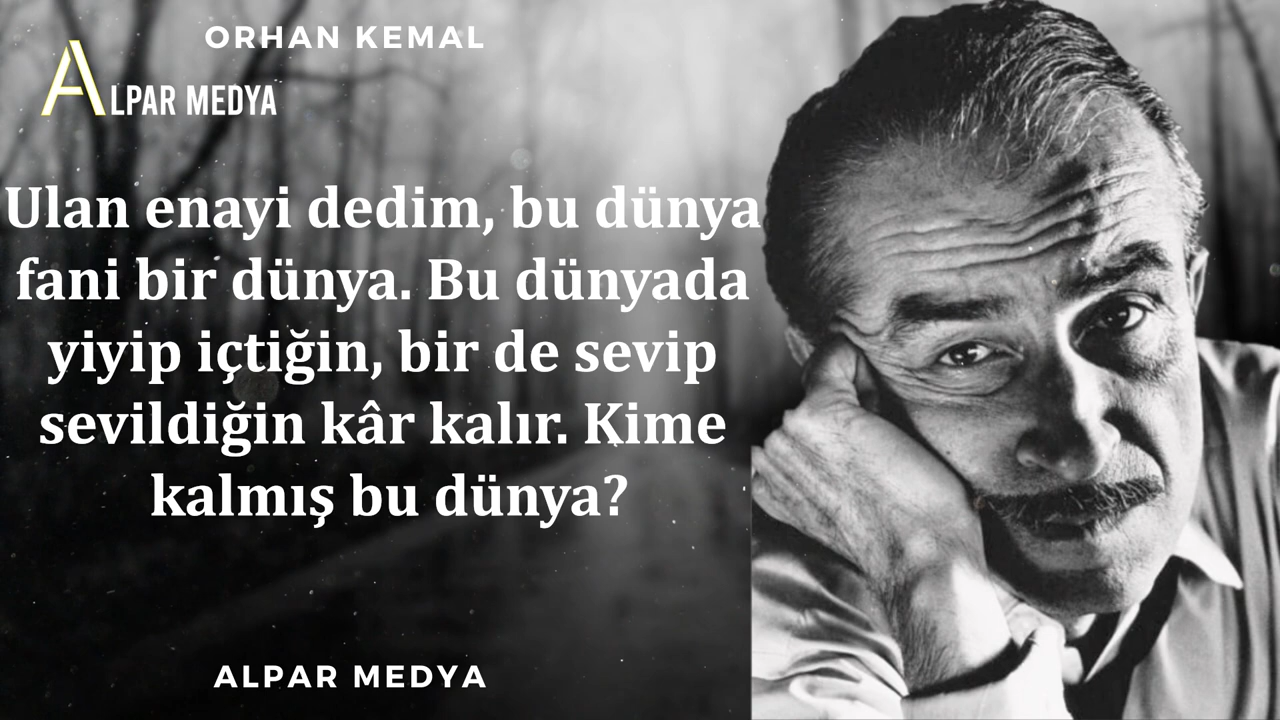 ORHAN KEMAL
ALPAR MEDYA
Ulan enayi dedim, bu dünya
fani bir dünya. Bu dünyada
yiyip içtiğin, bir de sevip
sevildiğin kâr kalır. Kime
kalmış bu dünya?
ALPAR MEDYA